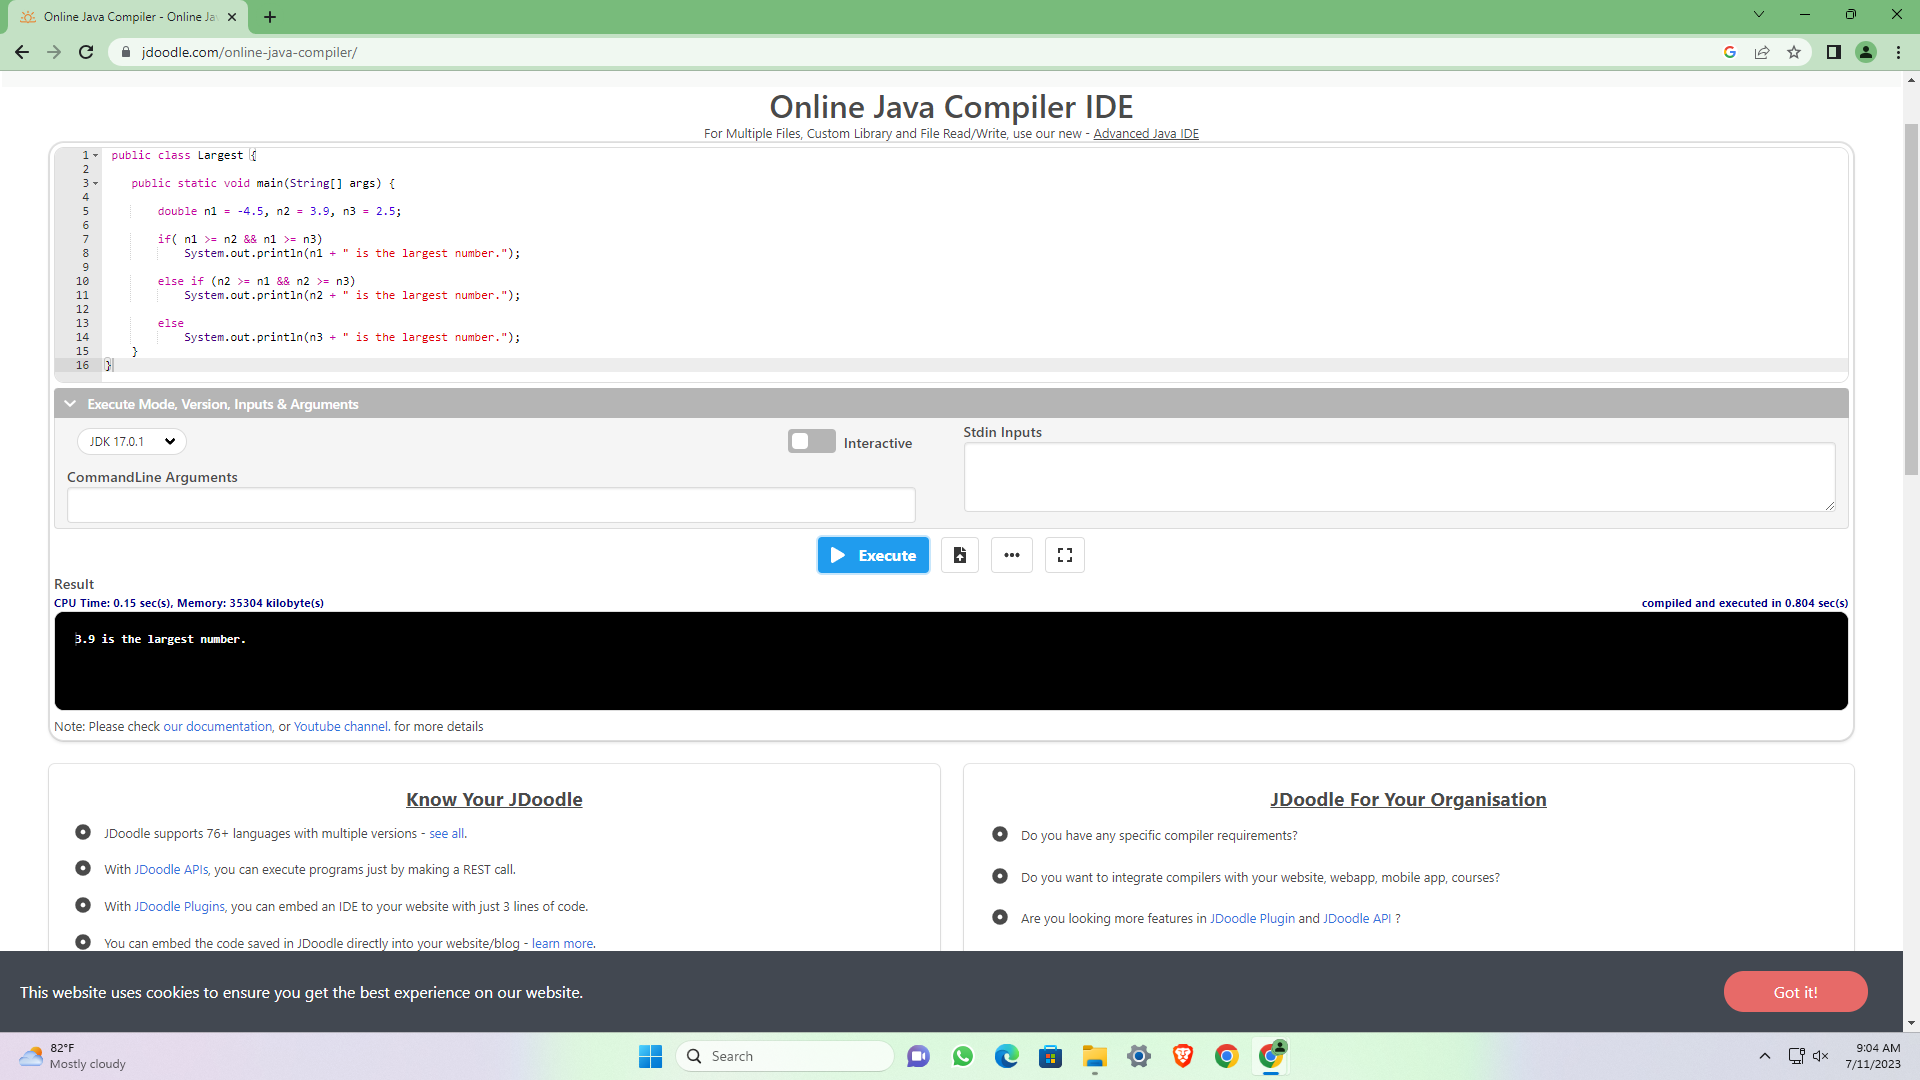 Online Java Compiler - Online Ja
jdoodle.com/online-java-compiler/
Online Java Compiler IDE
For Multiple Files, Custom Library and File Read/Write, use our new - Advanced Java IDE
1 public class Largest {
2
3 public static void main(String[] args) {
4
5 double n1 = -4.5, n2 = 3.9, n3 = 2.5;
6
7 if( n1 >= n2 && n1 >= n3)
8 System.out.println(n1 + " is the largest number.");
9
10 else if (n2 >= n1 && n2 >= n3)
11 System.out.println(n2 + " is the largest number.");
12
13 else
14 System.out.println(n3 + " is the largest number.");
15 }
16 }
Execute Mode, Version, Inputs & Arguments
JDK 17.0.1
Interactive
Stdin Inputs
CommandLine Arguments
Execute
Result
CPU Time: 0.15 sec(s), Memory: 35304 kilobyte(s)
compiled and executed in 0.804 sec(s)
3.9 is the largest number.
Note: Please check our documentation, or Youtube channel. for more details
Know Your JDoodle
JDoodle supports 76+ languages with multiple versions - see all.
With JDoodle APIs, you can execute programs just by making a REST call.
With JDoodle Plugins, you can embed an IDE to your website with just 3 lines of code.
You can embed the code saved in JDoodle directly into your website/blog - learn more.
JDoodle For Your Organisation
Do you have any specific compiler requirements?
Do you want to integrate compilers with your website, webapp, mobile app, courses?
Are you looking more features in JDoodle Plugin and JDoodle API ?
This website uses cookies to ensure you get the best experience on our website.
Got it!
82°F
Mostly cloudy
Search
9:04 AM
7/11/2023